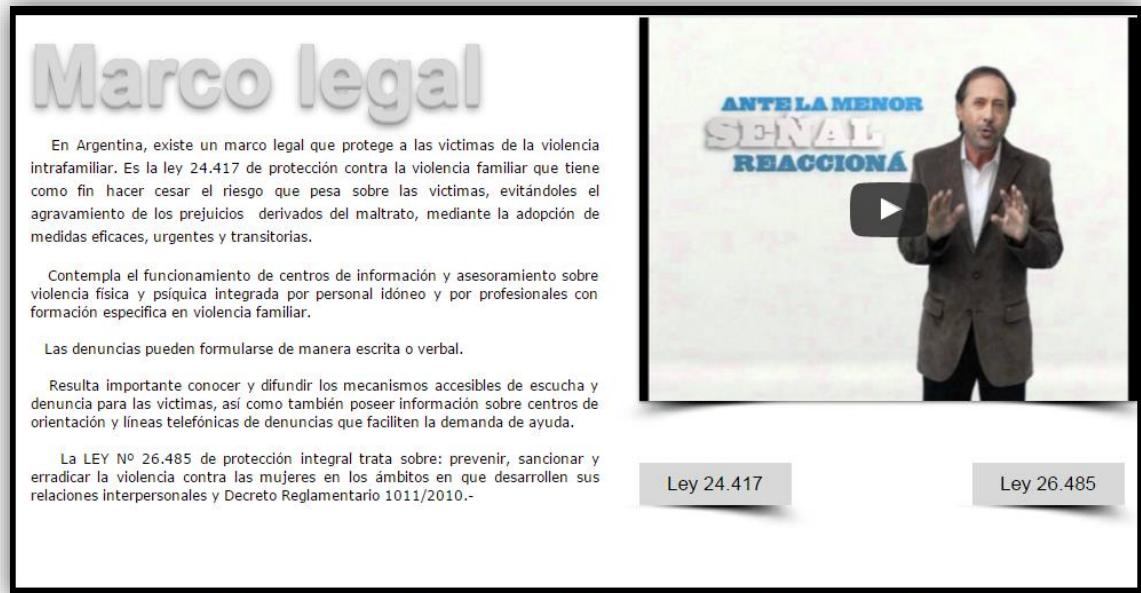 Marco legal
En Argentina, existe un marco legal que protege a las victimas de la violencia
intrafamiliar. Es la ley 24.417 de protección contra la violencia familiar que tiene
como fin hacer cesar el riesgo que pesa sobre las victimas, evitándoles el
agravamiento de los prejuicios derivados del maltrato, mediante la adopción de
medidas eficaces, urgentes y transitorias.
Contempla el funcionamiento de centros de información y asesoramiento sobre
violencia física y psíquica integrada por personal idóneo y por profesionales con
formación especifica en violencia familiar.
Las denuncias pueden formularse de manera escrita o verbal.
Resulta importante conocer y difundir los mecanismos accesibles de escucha y
denuncia para las victimas, así como también poseer información sobre centros de
orientación y líneas telefónicas de denuncias que faciliten la demanda de ayuda.
La LEY Nº 26.485 de protección integral trata sobre: prevenir, sancionar y
erradicar la violencia contra las mujeres en los ámbitos en que desarrollen sus
relaciones interpersonales y Decreto Reglamentario 1011/2010.-
ANTE LA MENOR
SEÑAL
REACCIONÁ
Ley 24.417
Ley 26.485